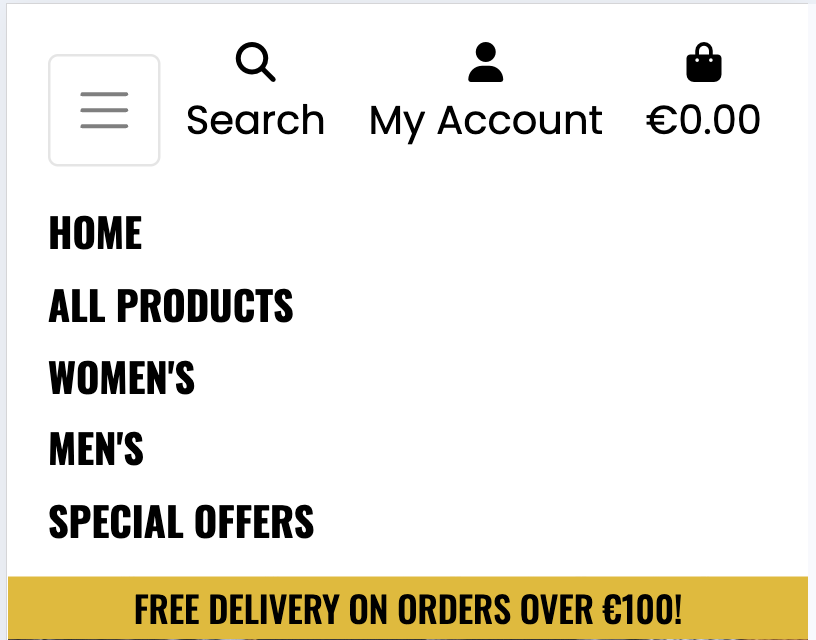 Search My Account €0.00
HOME
ALL PRODUCTS
WOMEN'S
MEN'S
SPECIAL OFFERS
FREE DELIVERY ON ORDERS OVER €100!